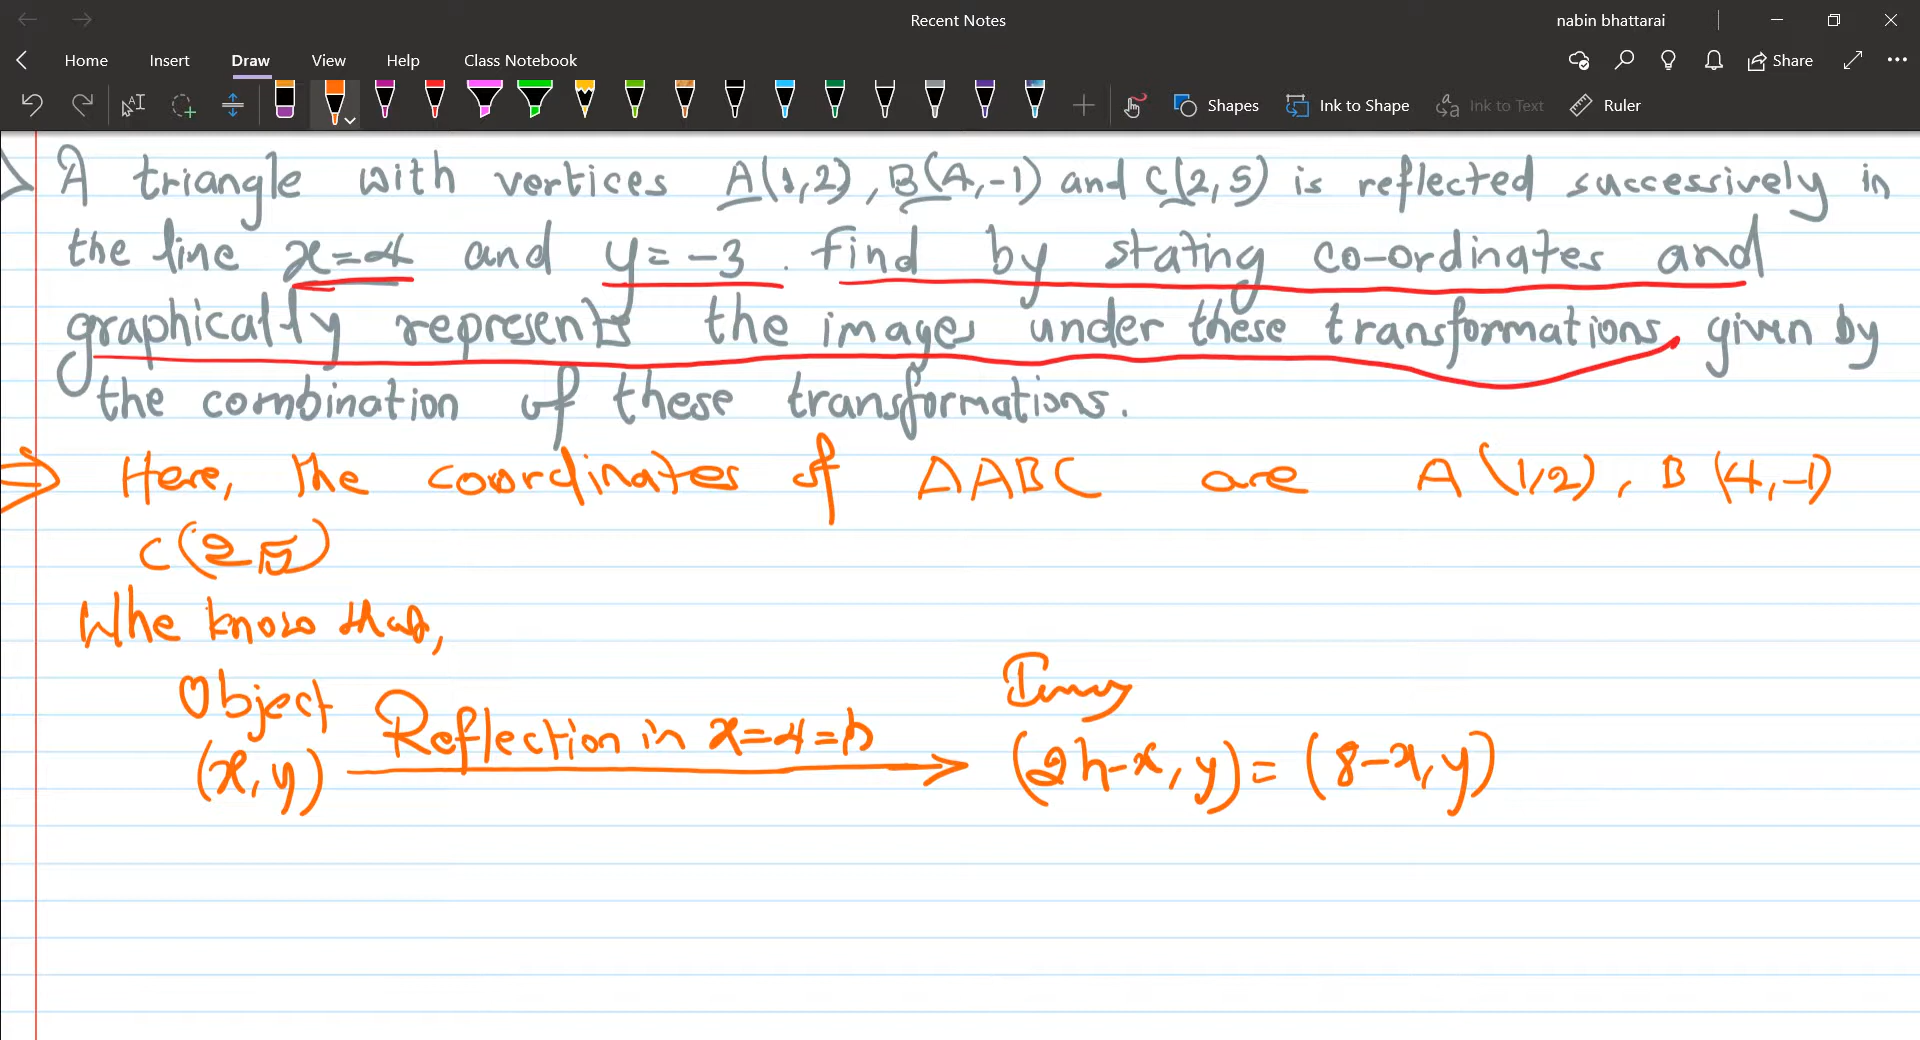 Recent Notes
nabin bhattarai
Home Insert Draw View Help Class Notebook Share
Shapes Ink to Shape Ink to Text Ruler
A triangle with vertices A(1,2), B(4,-1) and C(2,5) is reflected successively in
the line x=4 and y=-3. Find by stating co-ordinates and
graphically represents the images under these transformations, given by
the combination of these transformations.
Here, the coordinates of ΔABC are A(1,2), B(4,-1)
C(2,5)
Whe know that,
Object
Reflection in x=4=h
(x,y) (2h-x,y)=(8-x,y)